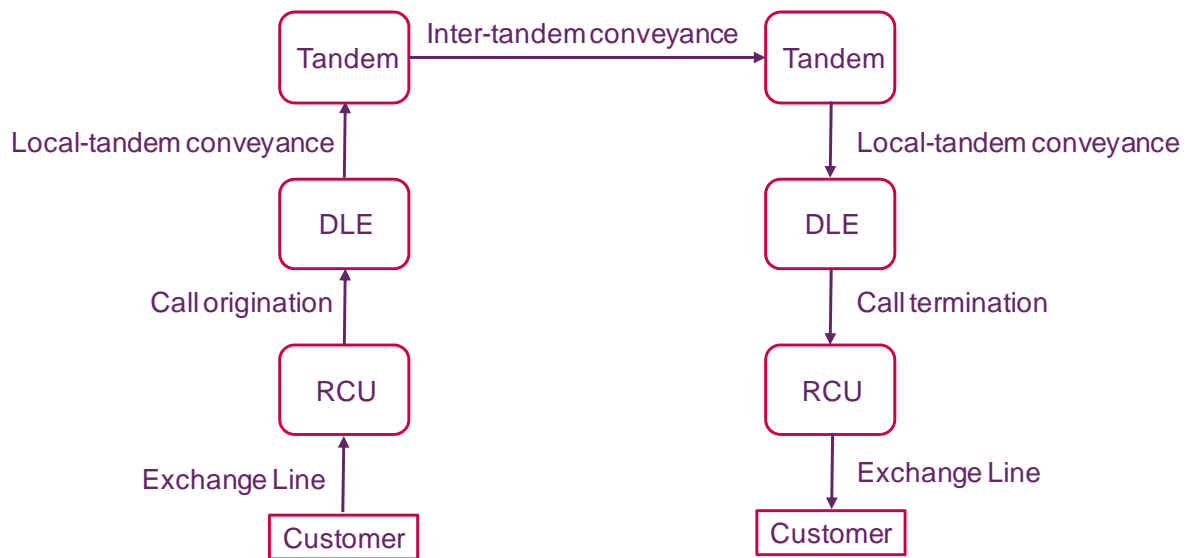 Inter-tandem conveyance
Tandem
Tandem
Local-tandem conveyance
Local-tandem conveyance
DLE
DLE
Call origination
Call termination
RCU
RCU
Exchange Line
Exchange Line
Customer
Customer